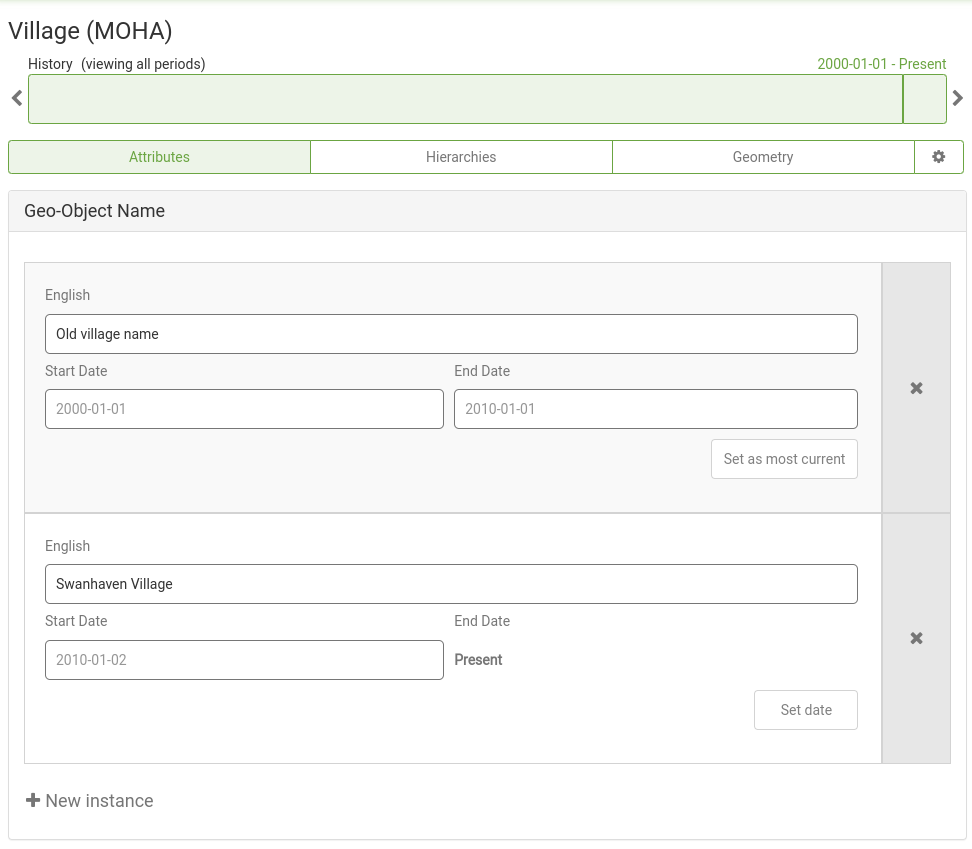 Village (MOHA)
History (viewing all periods) 2000-01-01 - Present
Attributes Hierarchies Geometry
Geo-Object Name
English
Old village name
Start Date End Date
2000-01-01 2010-01-01
Set as most current
English
Swanhaven Village
Start Date End Date
2010-01-02 Present
Set date
New instance